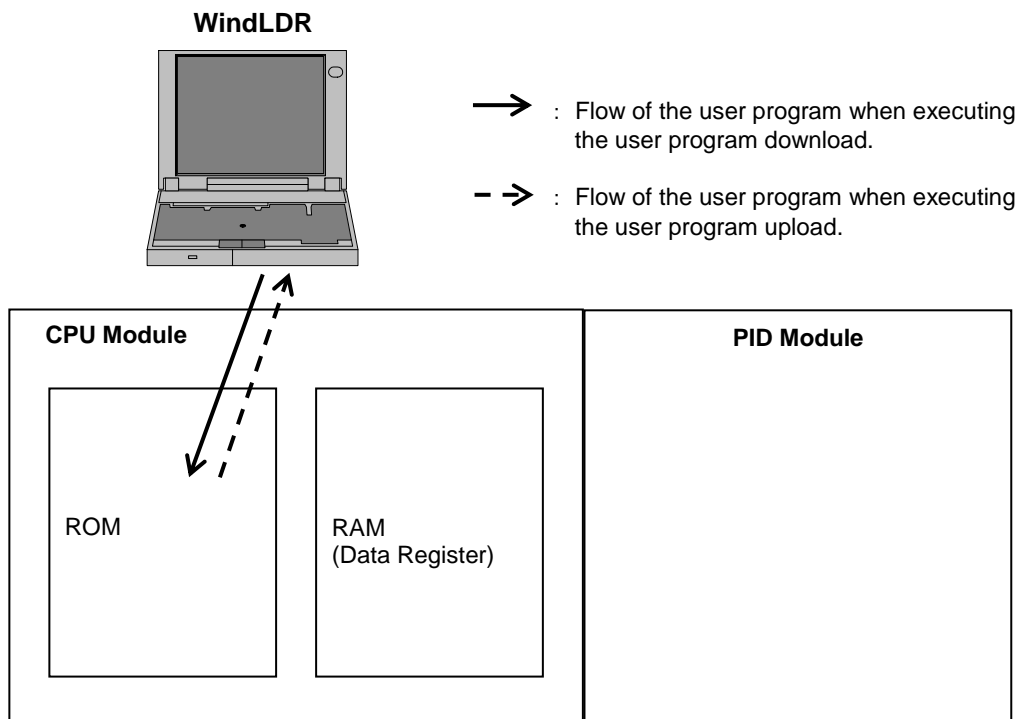 WindLDR
: Flow of the user program when executing
the user program download.
: Flow of the user program when executing
the user program upload.
CPU Module
PID Module
ROM
RAM
(Data Register)